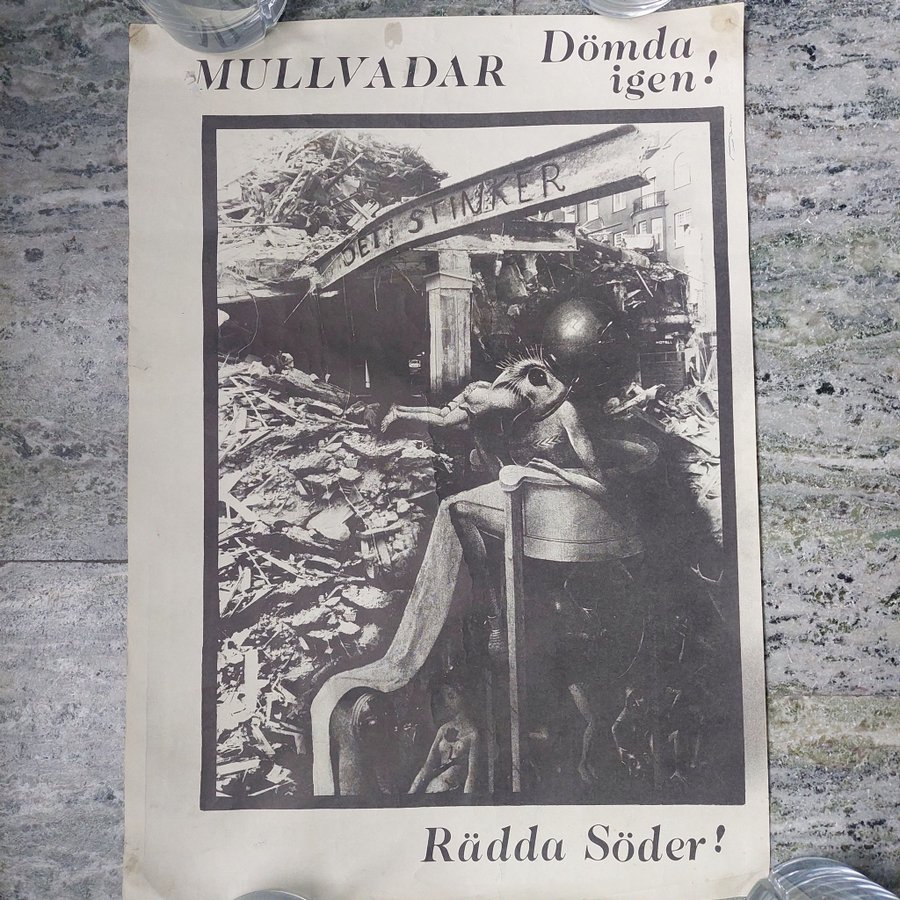 MULLVADAR
Dömda
igen!
DET STINKER
Rädda Söder!